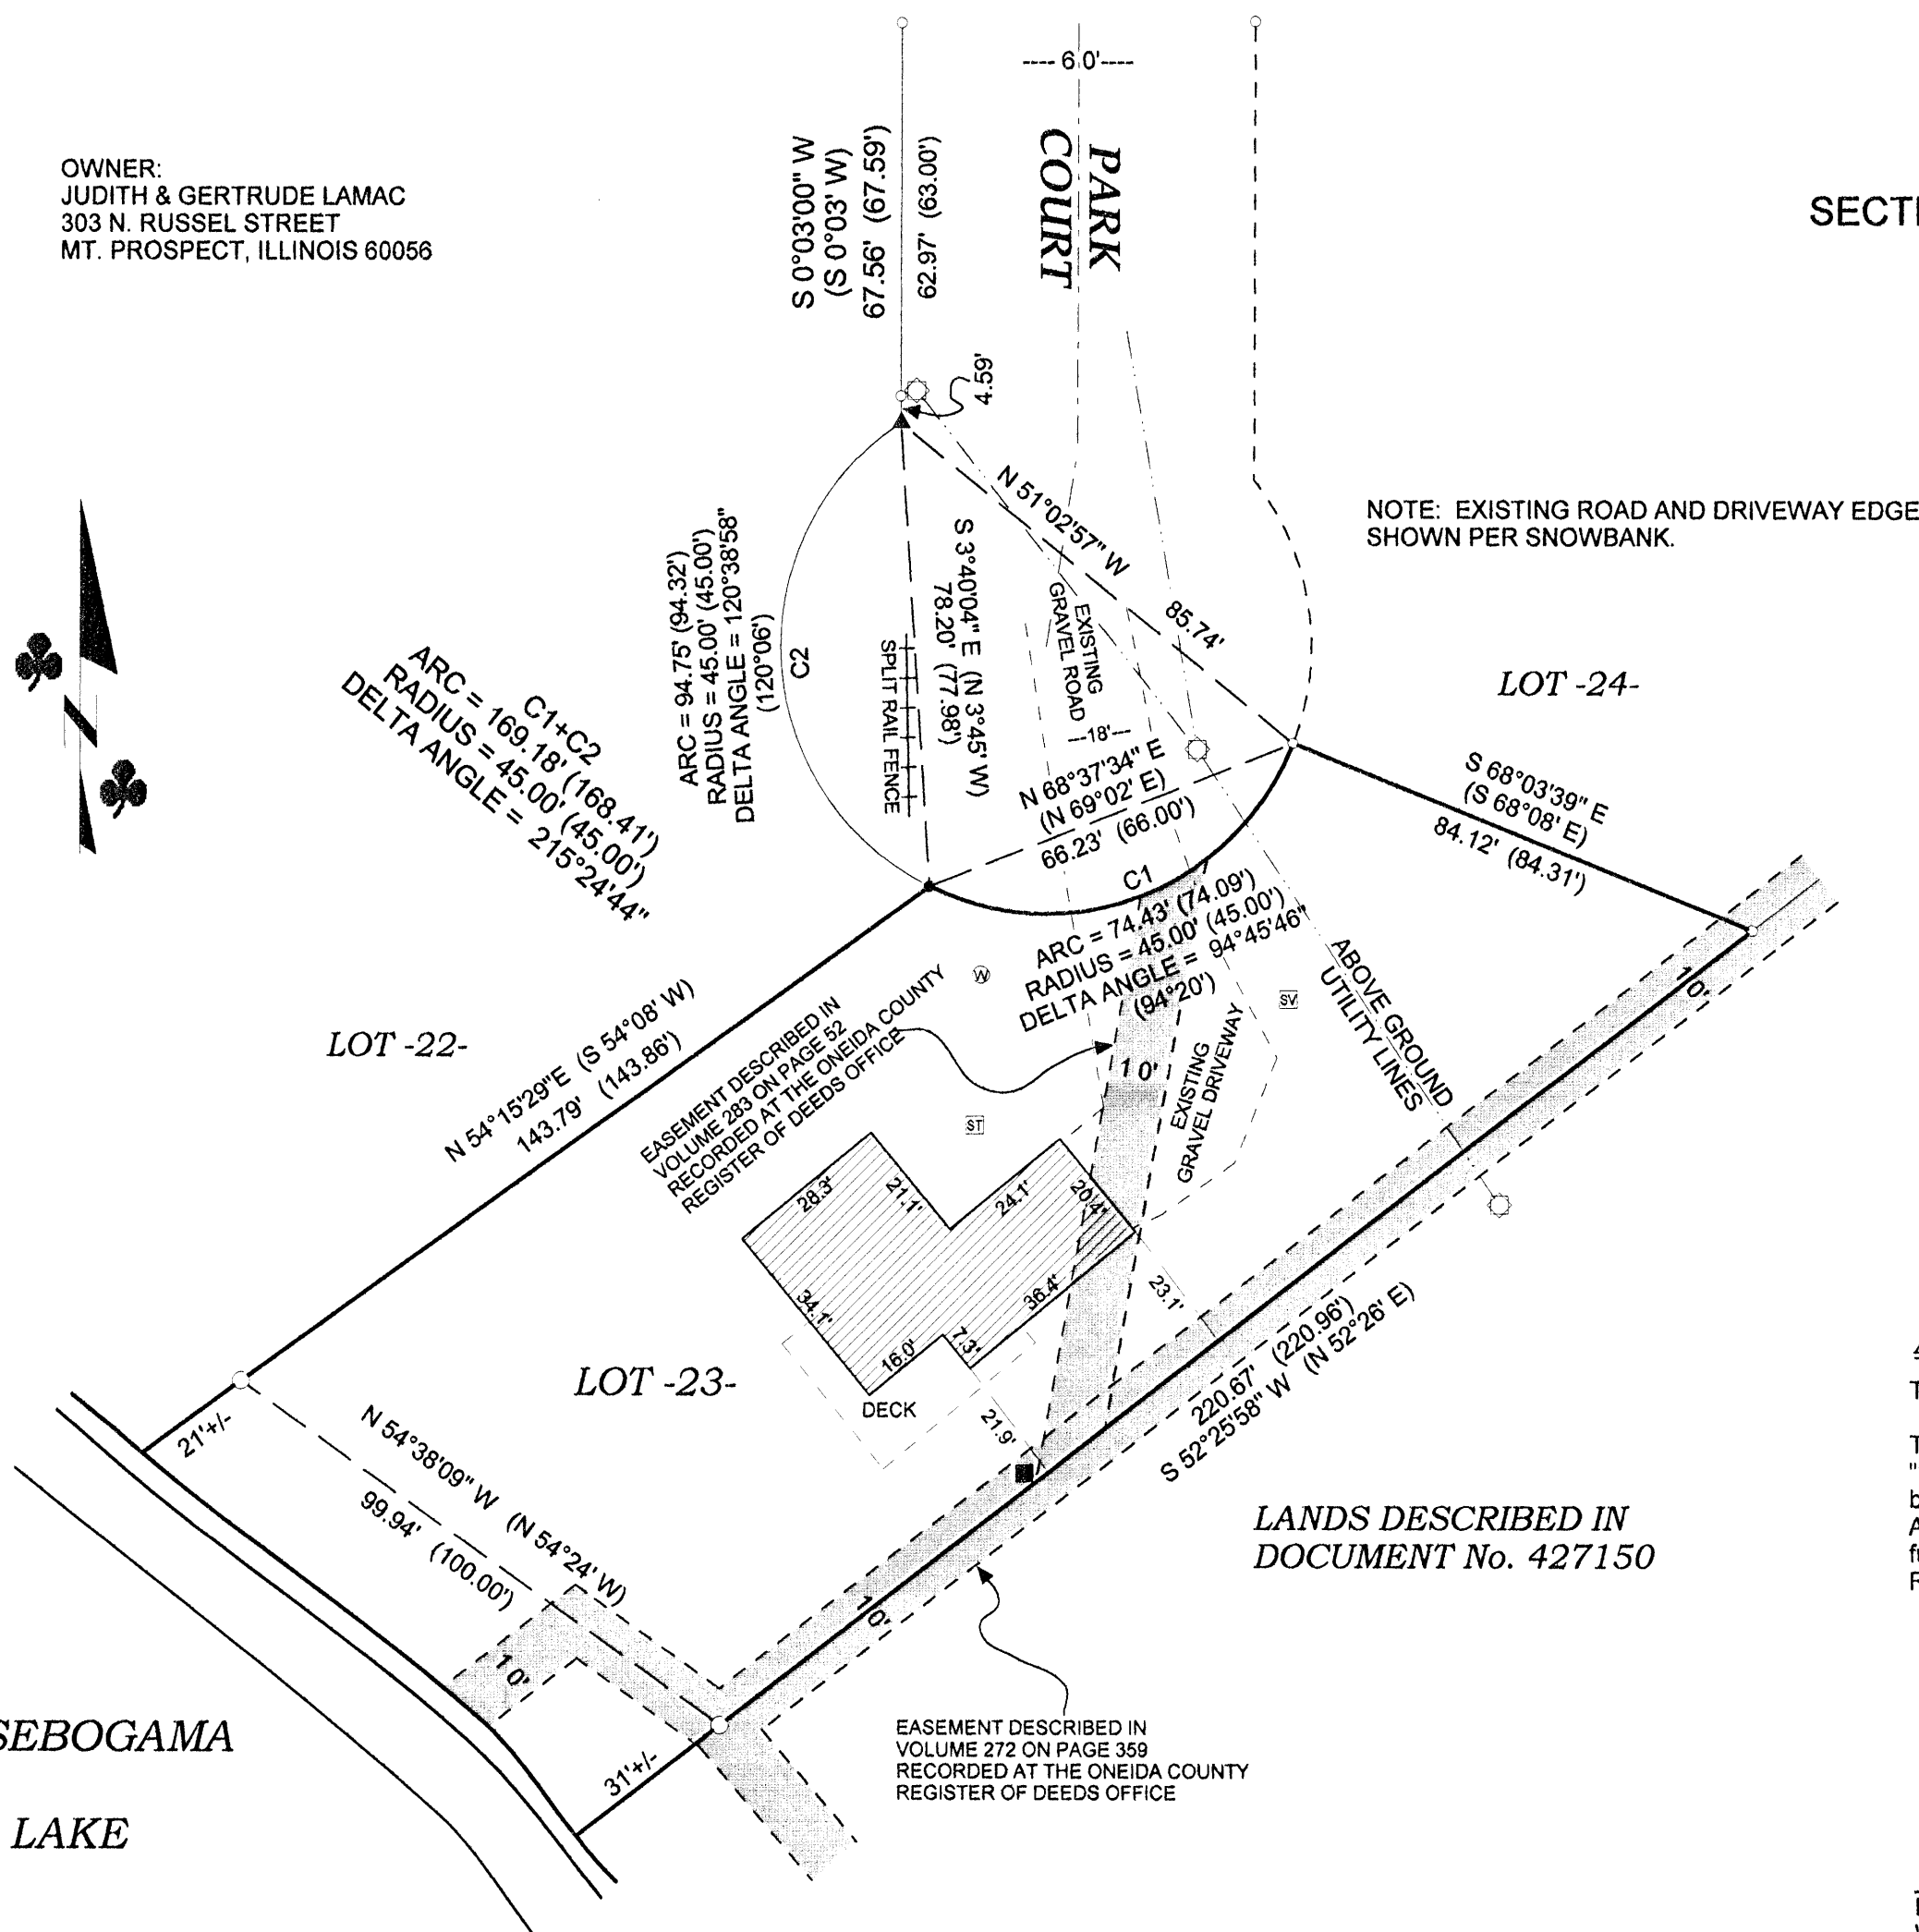 ---- 60'----
OWNER:
JUDITH & GERTRUDE LAMAC
303 N. RUSSEL STREET
MT. PROSPECT, ILLINOIS 60056
S 0°03'00" W
(S 0°03' W)
67.56' (67.59')
62.97' (63.00')
PARK
COURT
4.59'
NOTE: EXISTING ROAD AND DRIVEWAY EDGE
SHOWN PER SNOWBANK.
N 51°02'57" W
85.74'
C2
ARC = 94.75' (94.32')
RADIUS = 45.00' (45.00')
DELTA ANGLE = 120°38'58"
(120°06')
S 3°40'04" E (N 3°45' W)
78.20' (77.98')
SPLIT RAIL FENCE
EXISTING
GRAVEL ROAD
---18'---
N
C1+C2
ARC = 169.18' (168.41')
RADIUS = 45.00' (45.00')
DELTA ANGLE = 215°24'44"
LOT -24-
N 68°37'34" E
(N 69°02' E)
66.23' (66.00')
S 68°03'39" E
(S 68°08' E)
84.12' (84.31')
C1
ARC = 74.43' (74.09')
RADIUS = 45.00' (45.00')
DELTA ANGLE = 94°45'46"
(94°20')
W
SV
ABOVE GROUND
UTILITY LINES
10'
LOT -22-
N 54°15'29"E (S 54°08' W)
143.79' (143.86')
EASEMENT DESCRIBED IN
VOLUME 283 ON PAGE 52
RECORDED AT THE ONEIDA COUNTY
REGISTER OF DEEDS OFFICE
10'
EXISTING
GRAVEL DRIVEWAY
ST
28.3'
21.1'
24.1'
20.4'
34.1'
36.4'
16.0'
7.3'
23.1'
21.9'
DECK
LOT -23-
220.67' (220.96')
S 52°25'58" W (N 52°26' E)
21'+/-
N 54°38'09" W (N 54°24' W)
99.94' (100.00')
LANDS DESCRIBED IN
DOCUMENT No. 427150
10'
10'
31'+/-
EASEMENT DESCRIBED IN
VOLUME 272 ON PAGE 359
RECORDED AT THE ONEIDA COUNTY
REGISTER OF DEEDS OFFICE
SEBOGAMA
LAKE